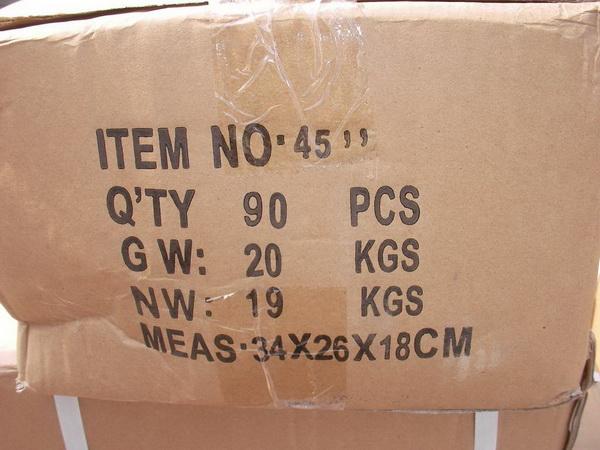 ITEM NO. 45’’
Q’TY 90 PCS
G W: 20 KGS
NW: 19 KGS
MEAS.34X26X18CM